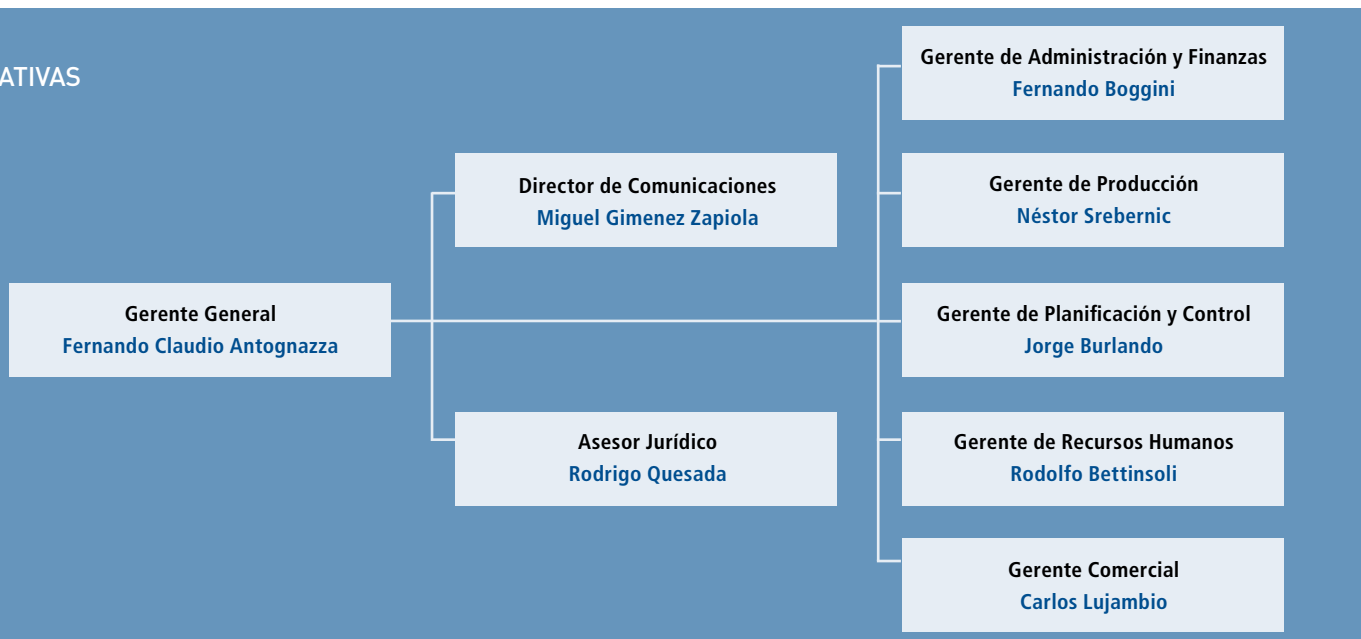 ATIVAS
Gerente General
Fernando Claudio Antognazza
Director de Comunicaciones
Miguel Gimenez Zapiola
Asesor Jurídico
Rodrigo Quesada
Gerente de Administración y Finanzas
Fernando Boggini
Gerente de Producción
Néstor Srebernic
Gerente de Planificación y Control
Jorge Burlando
Gerente de Recursos Humanos
Rodolfo Bettinsoli
Gerente Comercial
Carlos Lujambio